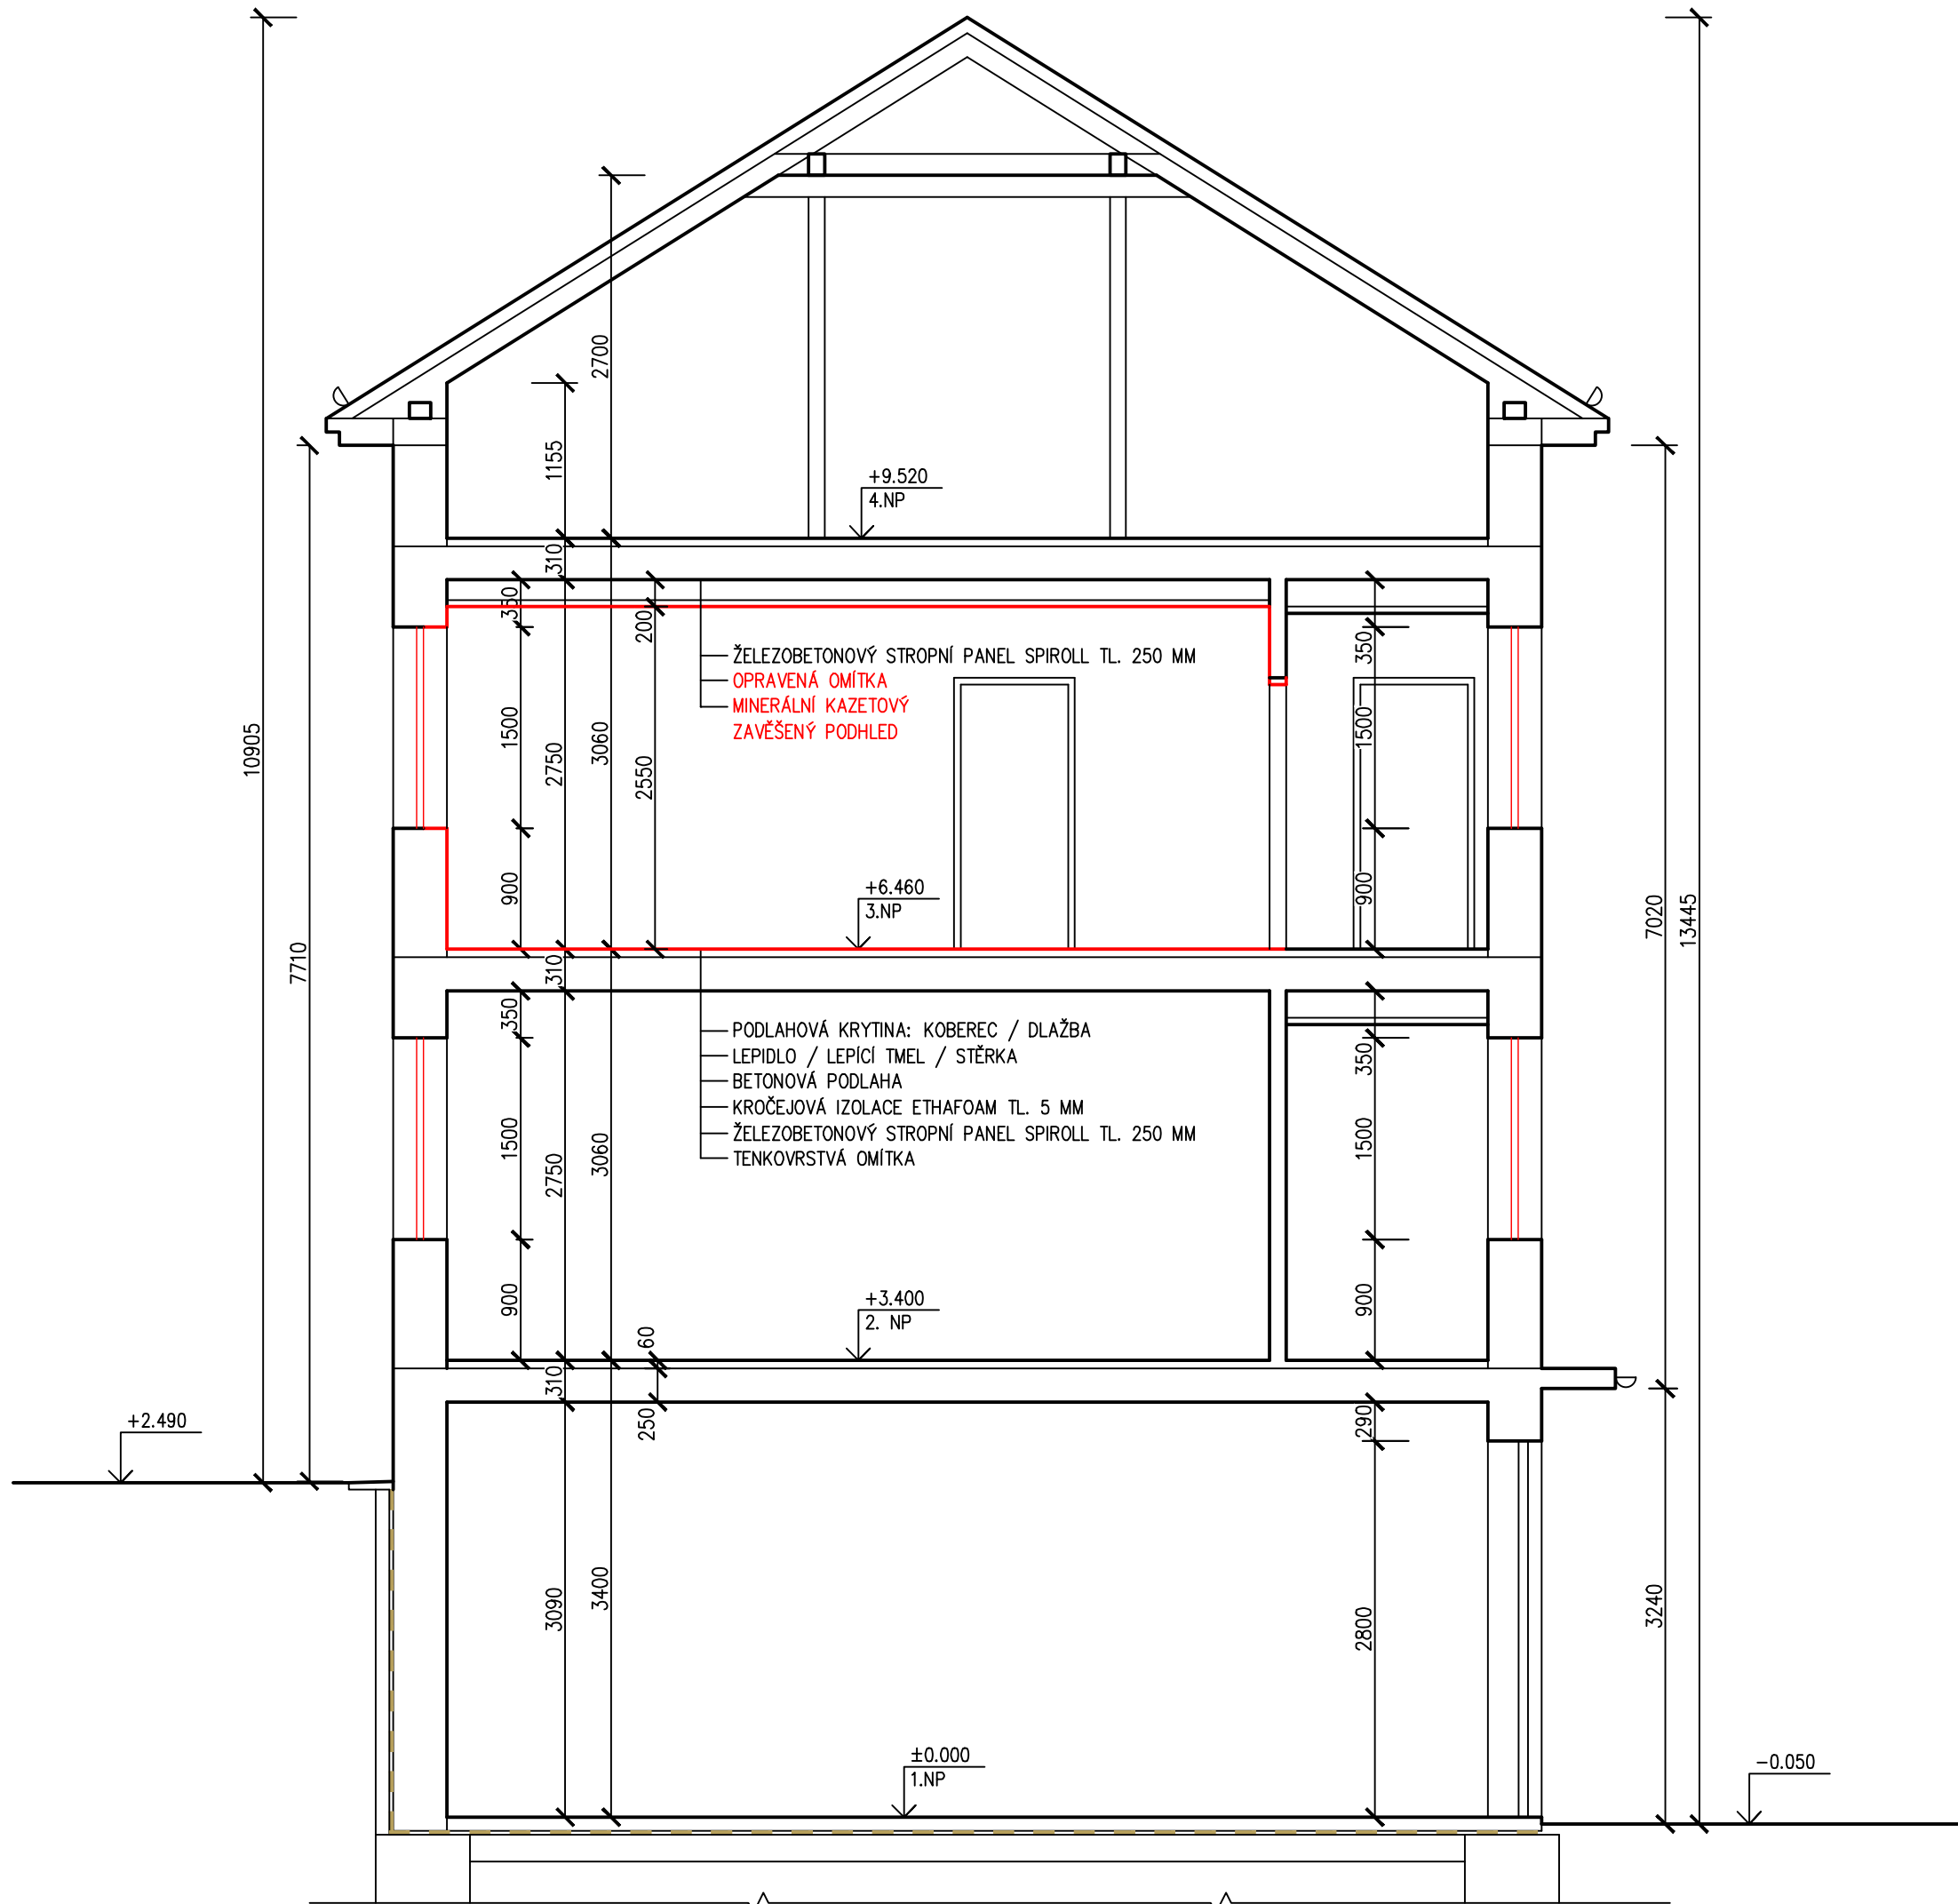 2700
1155
+9.520
4.NP
310
350
200
350
ŽELEZOBETONOVÝ STROPNÍ PANEL SPIROLL TL. 250 MM
OPRAVENÁ OMÍTKA
MINERÁLNÍ KAZETOVÝ
ZAVĚŠENÝ PODHLED
10905
1500
2750
3060
2550
1500
900
+6.460
3.NP
900
7020
13445
7710
310
350
PODLAHOVÁ KRYTINA: KOBEREC / DLAŽBA
LEPIDLO / LEPÍCÍ TMEL / STĚRKA
BETONOVÁ PODLAHA
KROČEJOVÁ IZOLACE ETHAFOAM TL. 5 MM
ŽELEZOBETONOVÝ STROPNÍ PANEL SPIROLL TL. 250 MM
TENKOVRSTVÁ OMÍTKA
350
1500
2750
3060
1500
900
+3.400
2. NP
900
60
310
250
290
+2.490
3090
3400
2800
3240
±0.000
1.NP
-0.050